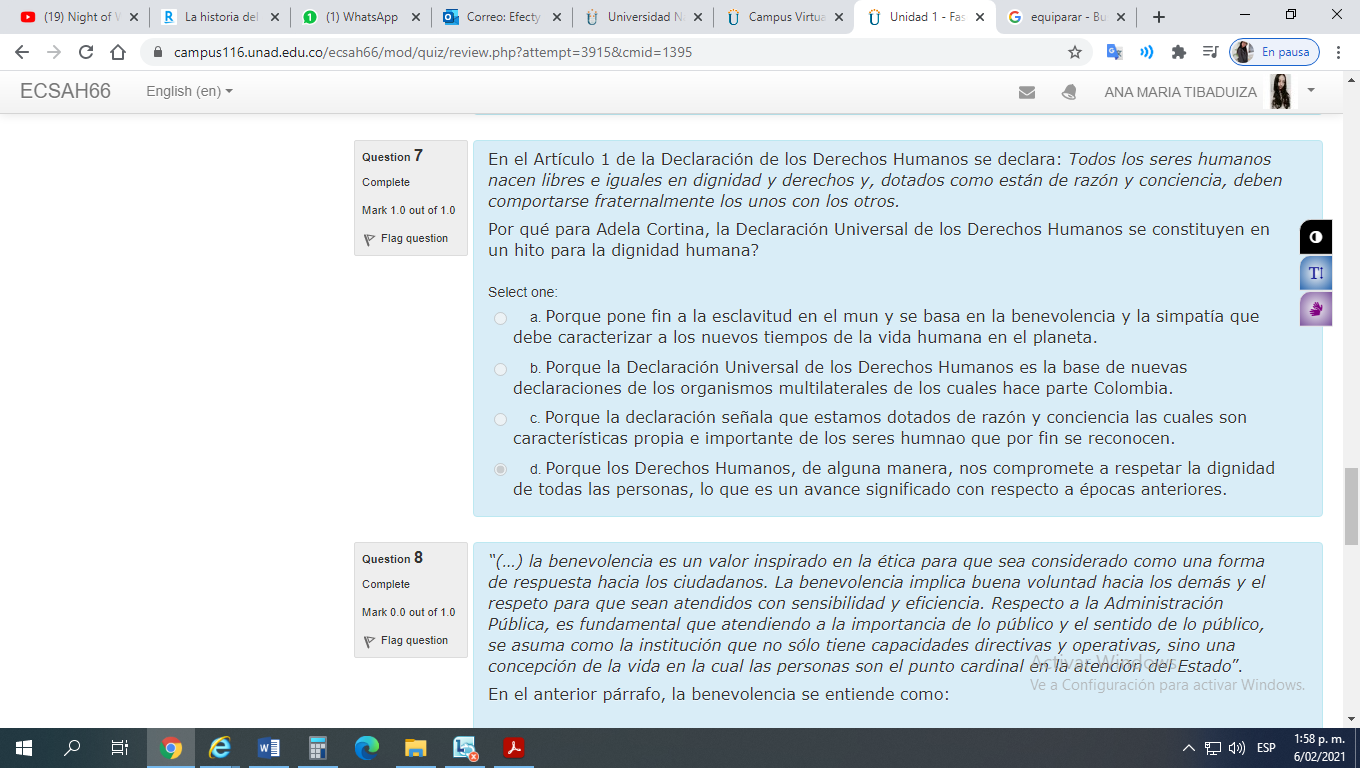 (19) Night of W
La historia del
(1) WhatsApp
Correo: Efecty
Universidad Na
Campus Virtua
Unidad 1 - Fas
equiparar - Bu
campus116.unad.edu.co/ecsah66/mod/quiz/review.php?attempt=3915&cmid=1395
En pausa
ECSAH66
English (en)
ANA MARIA TIBADUIZA
Question 7
Complete
Mark 1.0 out of 1.0
Flag question
En el Artículo 1 de la Declaración de los Derechos Humanos se declara: Todos los seres humanos
nacen libres e iguales en dignidad y derechos y, dotados como están de razón y conciencia, deben
comportarse fraternalmente los unos con los otros.
Por qué para Adela Cortina, la Declaración Universal de los Derechos Humanos se constituyen en
un hito para la dignidad humana?
Select one:
a. Porque pone fin a la esclavitud en el mun y se basa en la benevolencia y la simpatía que
debe caracterizar a los nuevos tiempos de la vida humana en el planeta.
b. Porque la Declaración Universal de los Derechos Humanos es la base de nuevas
declaraciones de los organismos multilaterales de los cuales hace parte Colombia.
c. Porque la declaración señala que estamos dotados de razón y conciencia las cuales son
características propia e importante de los seres humnao que por fin se reconocen.
d. Porque los Derechos Humanos, de alguna manera, nos compromete a respetar la dignidad
de todas las personas, lo que es un avance significado con respecto a épocas anteriores.
Question 8
Complete
Mark 0.0 out of 1.0
Flag question
“(...) la benevolencia es un valor inspirado en la ética para que sea considerado como una forma
de respuesta hacia los ciudadanos. La benevolencia implica buena voluntad hacia los demás y el
respeto para que sean atendidos con sensibilidad y eficiencia. Respecto a la Administración
Pública, es fundamental que atendiendo a la importancia de lo público y el sentido de lo público,
se asuma como la institución que no sólo tiene capacidades directivas y operativas, sino una
concepción de la vida en la cual las personas son el punto cardinal en la atención del Estado”.
En el anterior párrafo, la benevolencia se entiende como:
Activar Windows
Ve a Configuración para activar Windows.
ESP
1:58 p. m.
6/02/2021